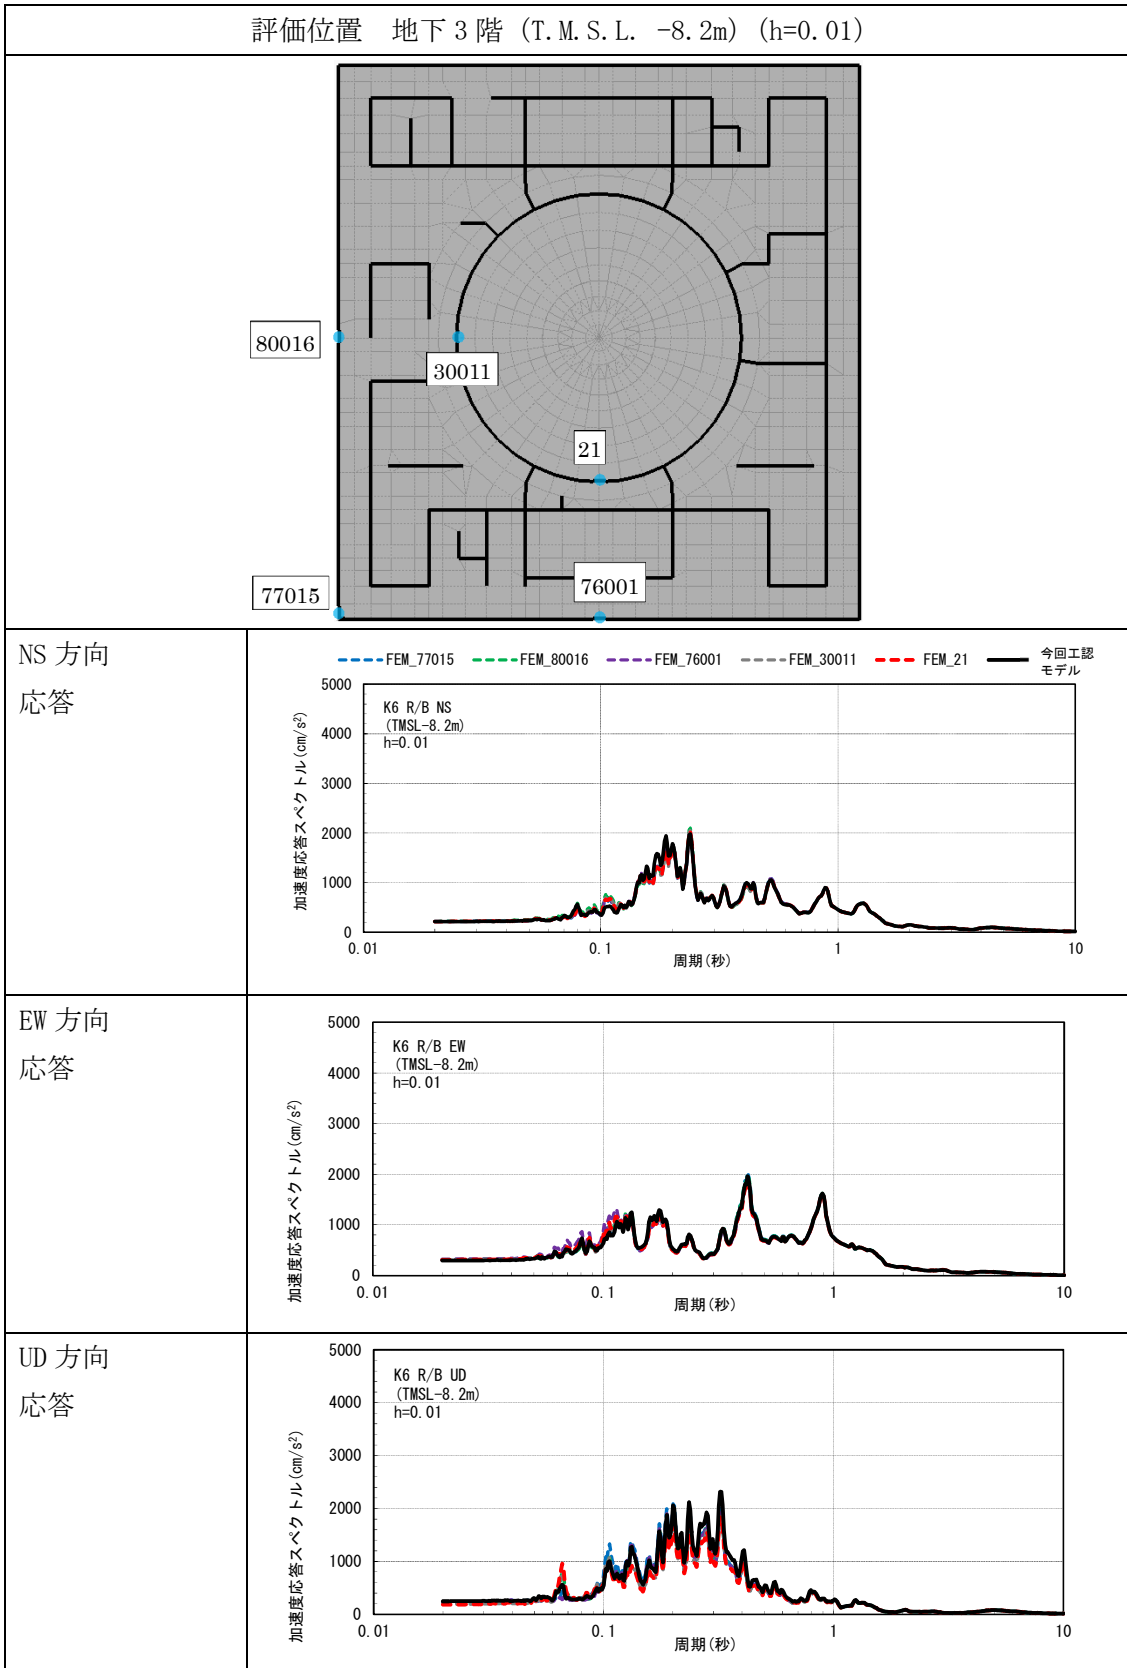 評価位置　地下３階 (T.M.S.L. -8.2m) (h=0.01)
80016
30011
21
77015
76001
NS 方向
応答
FEM_77015 FEM_80016 FEM_76001 FEM_30011 FEM_21 今回工認
モデル
加速度応答スペクトル(cm/s²)
5000
4000
3000
2000
1000
0
K6 R/B NS
(TMSL-8.2m)
h=0.01
0.01 0.1 1 10
周期(秒)
EW 方向
応答
加速度応答スペクトル(cm/s²)
5000
4000
3000
2000
1000
0
K6 R/B EW
(TMSL-8.2m)
h=0.01
0.01 0.1 1 10
周期(秒)
UD 方向
応答
加速度応答スペクトル(cm/s²)
5000
4000
3000
2000
1000
0
K6 R/B UD
(TMSL-8.2m)
h=0.01
0.01 0.1 1 10
周期(秒)